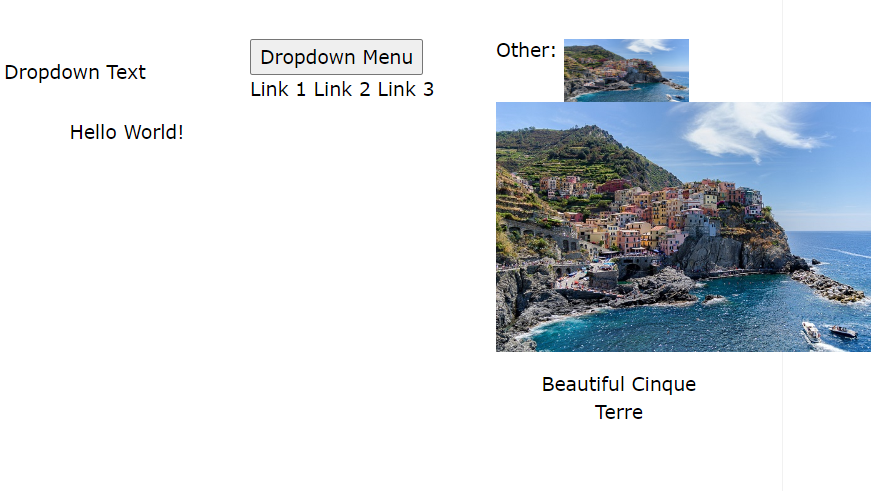 Dropdown Text
Hello World!
Dropdown Menu
Link 1 Link 2 Link 3
Other:
Beautiful Cinque
Terre